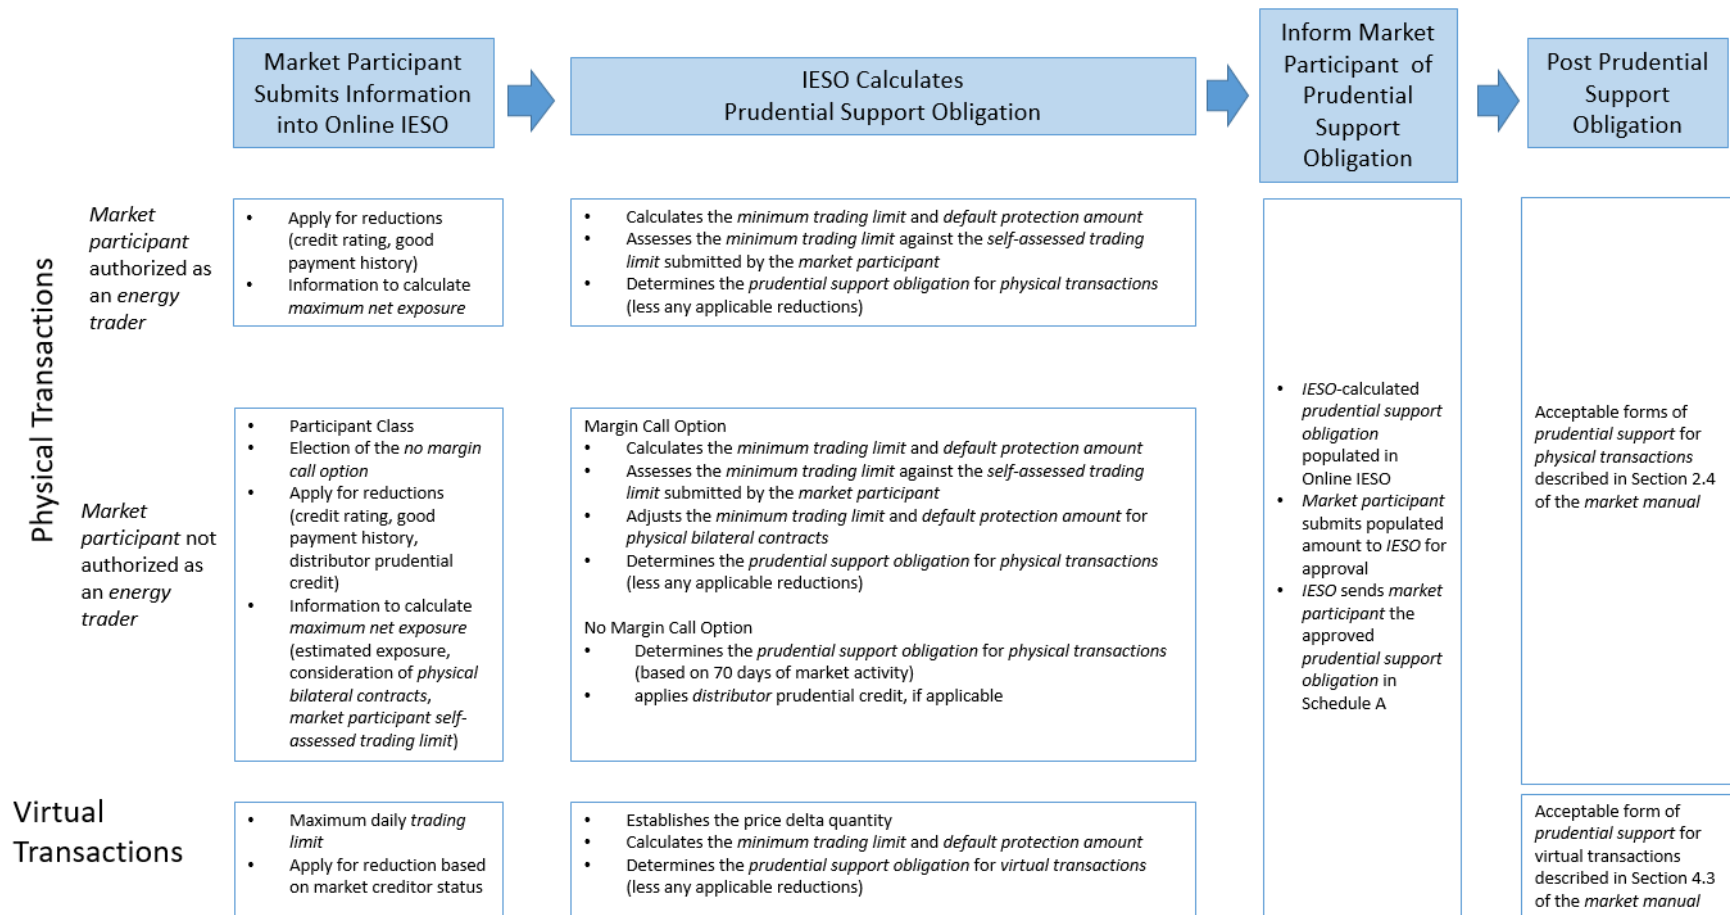 Market Participant
Submits Information
into Online IESO
IESO Calculates
Prudential Support Obligation
Inform Market
Participant of
Prudential
Support
Obligation
Post Prudential
Support
Obligation
Physical Transactions
Market
participant
authorized as
an energy
trader
• Apply for reductions
(credit rating, good
payment history)
• Information to calculate
maximum net exposure
• Calculates the minimum trading limit and default protection amount
• Assesses the minimum trading limit against the self-assessed trading
limit submitted by the market participant
• Determines the prudential support obligation for physical transactions
(less any applicable reductions)
Market
participant not
authorized as
an energy
trader
• Participant Class
• Election of the no margin
call option
• Apply for reductions
(credit rating, good
payment history,
distributor prudential
credit)
• Information to calculate
maximum net exposure
(estimated exposure,
consideration of physical
bilateral contracts,
market participant self-
assessed trading limit)
Margin Call Option
• Calculates the minimum trading limit and default protection amount
• Assesses the minimum trading limit against the self-assessed trading
limit submitted by the market participant
• Adjusts the minimum trading limit and default protection amount for
physical bilateral contracts
• Determines the prudential support obligation for physical transactions
(less any applicable reductions)
No Margin Call Option
• Determines the prudential support obligation for physical transactions
(based on 70 days of market activity)
• applies distributor prudential credit, if applicable
• IESO-calculated
prudential support
obligation
populated in
Online IESO
• Market participant
submits populated
amount to IESO for
approval
• IESO sends market
participant the
approved
prudential support
obligation in
Schedule A
Acceptable forms of
prudential support for
physical transactions
described in Section 2.4
of the market manual
Virtual
Transactions
• Maximum daily trading
limit
• Apply for reduction based
on market creditor status
• Establishes the price delta quantity
• Calculates the minimum trading limit and default protection amount
• Determines the prudential support obligation for virtual transactions
(less any applicable reductions)
Acceptable form of
prudential support for
virtual transactions
described in Section 4.3
of the market manual